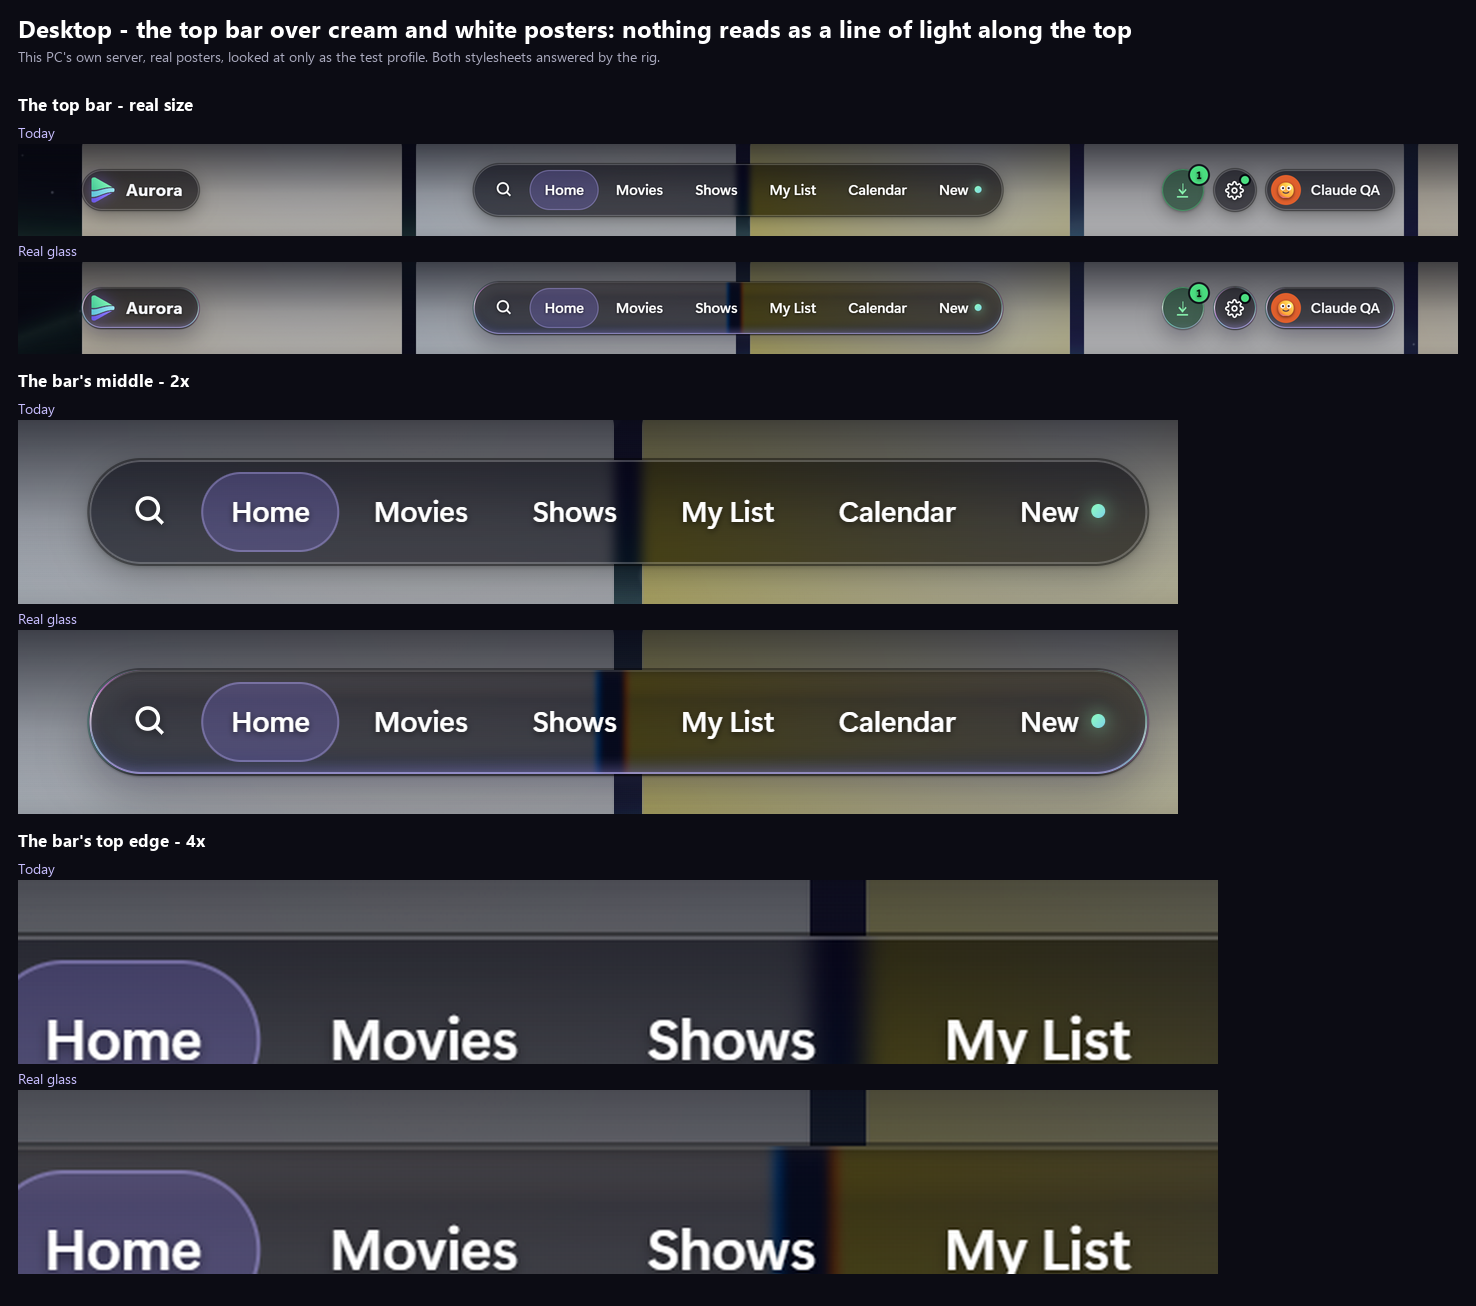 Desktop - the top bar over cream and white posters: nothing reads as a line of light along the top
This PC's own server, real posters, looked at only as the test profile. Both stylesheets answered by the rig.
The top bar - real size
Today
Aurora Home Movies Shows My List Calendar New 1 Claude QA
Real glass
Aurora Home Movies Shows My List Calendar New 1 Claude QA
The bar's middle - 2x
Today
Home Movies Shows My List Calendar New
Real glass
Home Movies Shows My List Calendar New
The bar's top edge - 4x
Today
Home Movies Shows My List
Real glass
Home Movies Shows My List